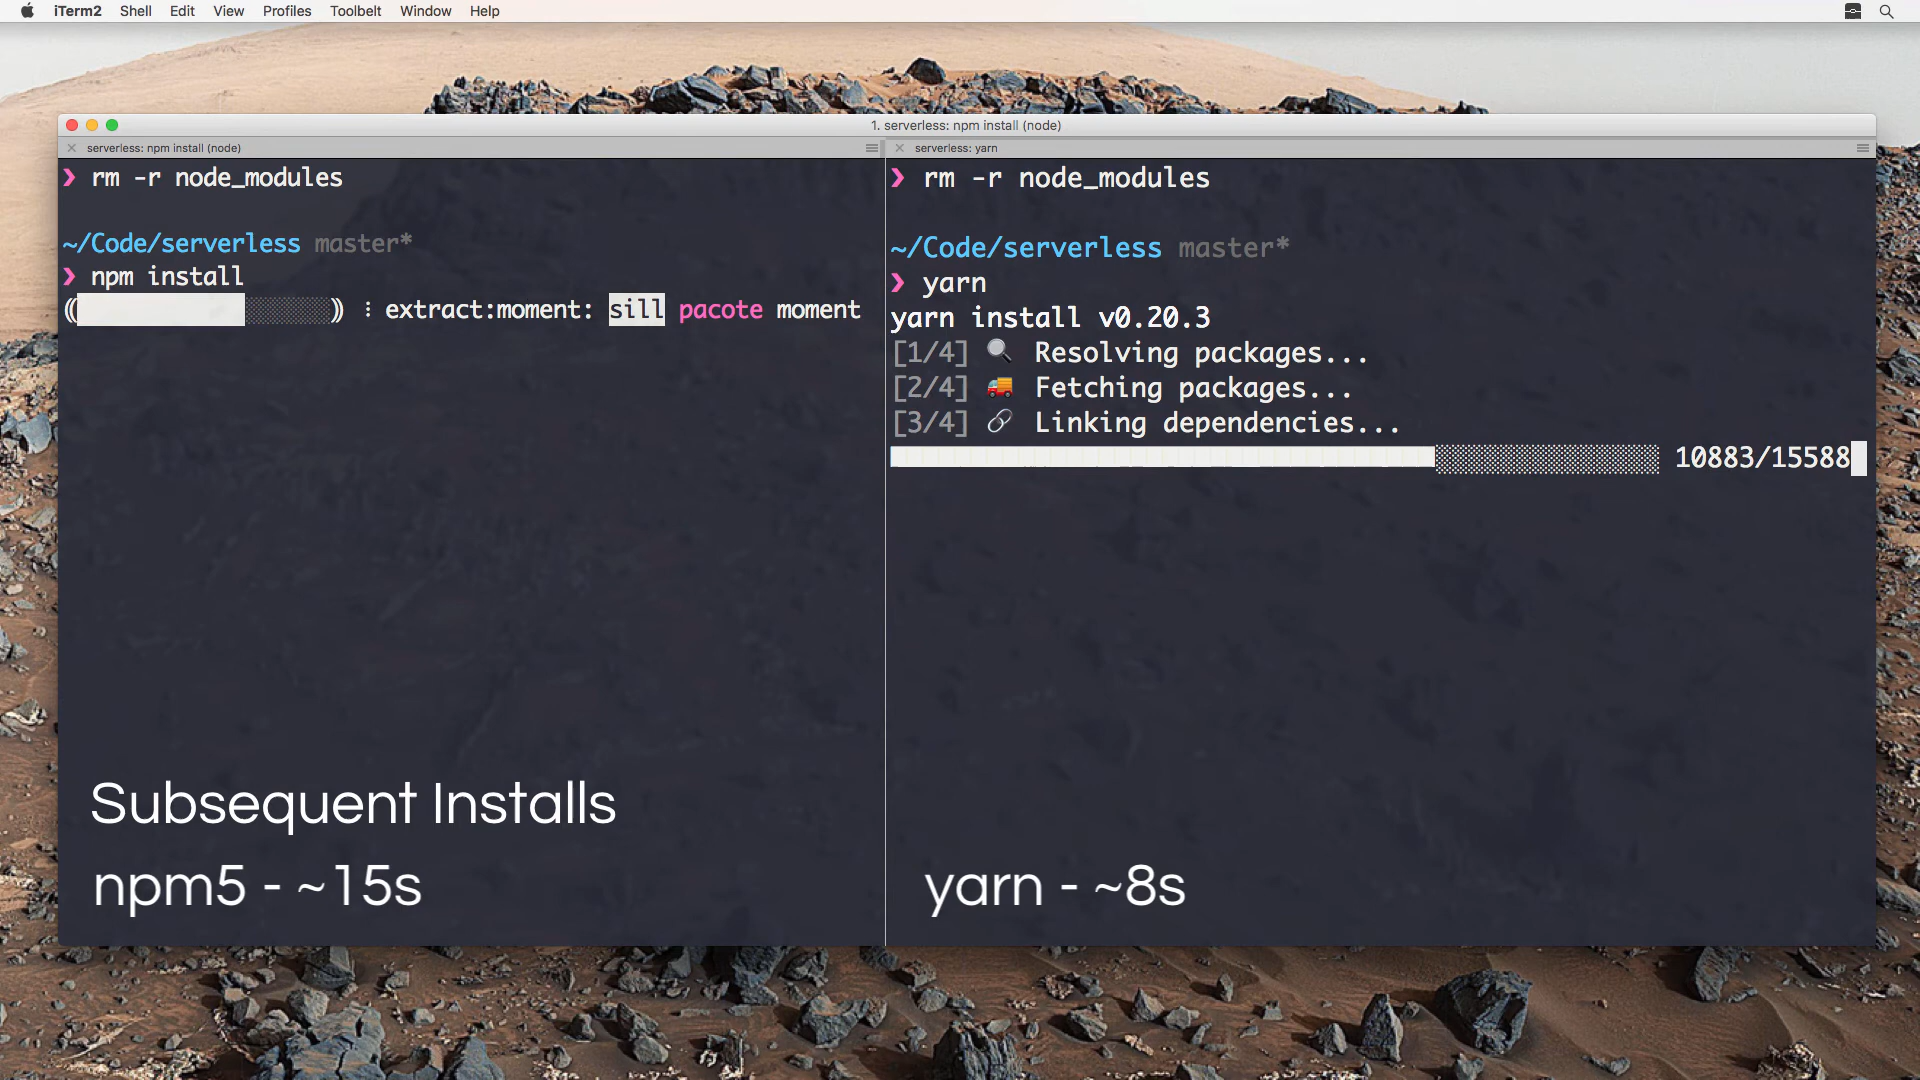 iTerm2 Shell Edit View Profiles Toolbelt Window Help
1. serverless: npm install (node)
serverless: npm install (node)
❯ rm -r node_modules
~/Code/serverless master*
❯ npm install
⸨ ⸩ ⸽ extract:moment: sill pacote moment
serverless: yarn
❯ rm -r node_modules
~/Code/serverless master*
❯ yarn
yarn install v0.20.3
[1/4] 🔍 Resolving packages...
[2/4] 🚚 Fetching packages...
[3/4] 🔗 Linking dependencies...
10883/15588
Subsequent Installs
npm5 - ~15s
yarn - ~8s